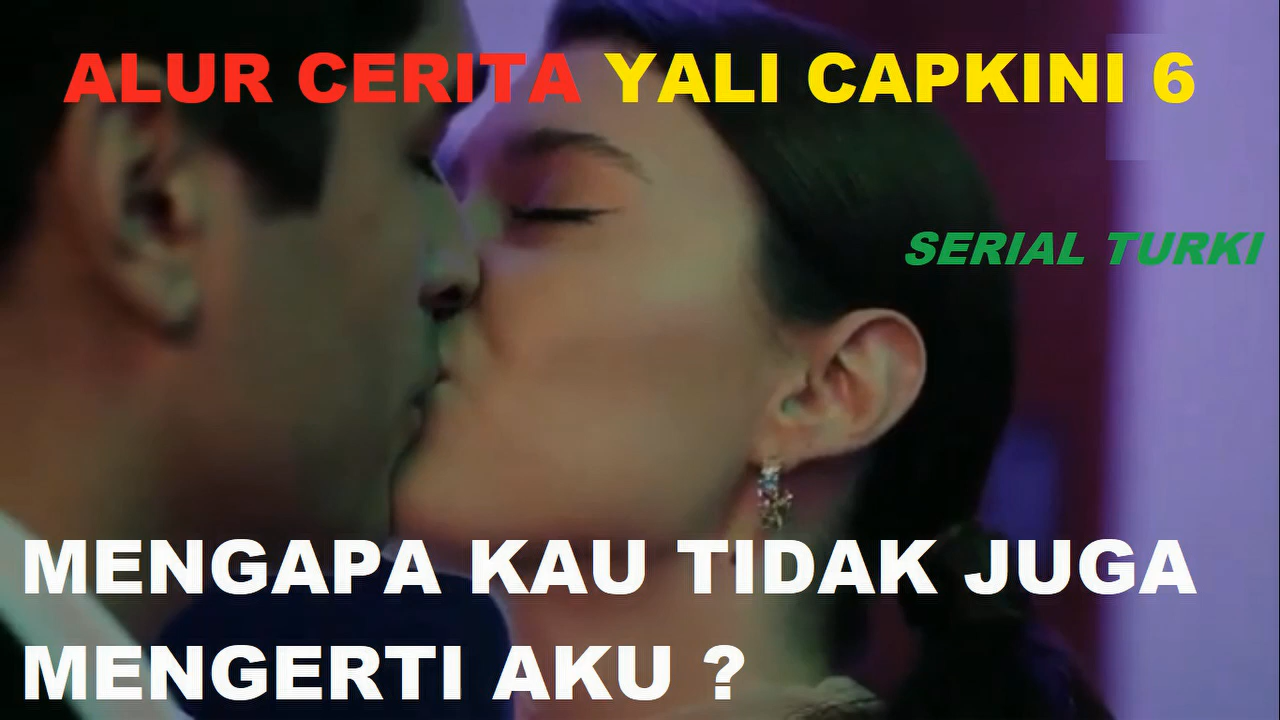 ALUR CERITA YALI CAPKINI 6
SERIAL TURKI
MENGAPA KAU TIDAK JUGA
MENGERTI AKU ?